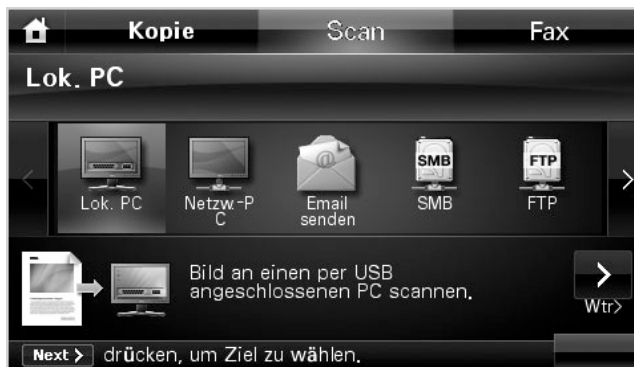 Kopie Scan Fax
Lok. PC
Lok. PC
Netzw.-P
C
Email
senden
SMB
SMB
FTP
FTP
Bild an einen per USB
angeschlossenen PC scannen.
Wtr>
Next > drücken, um Ziel zu wählen.